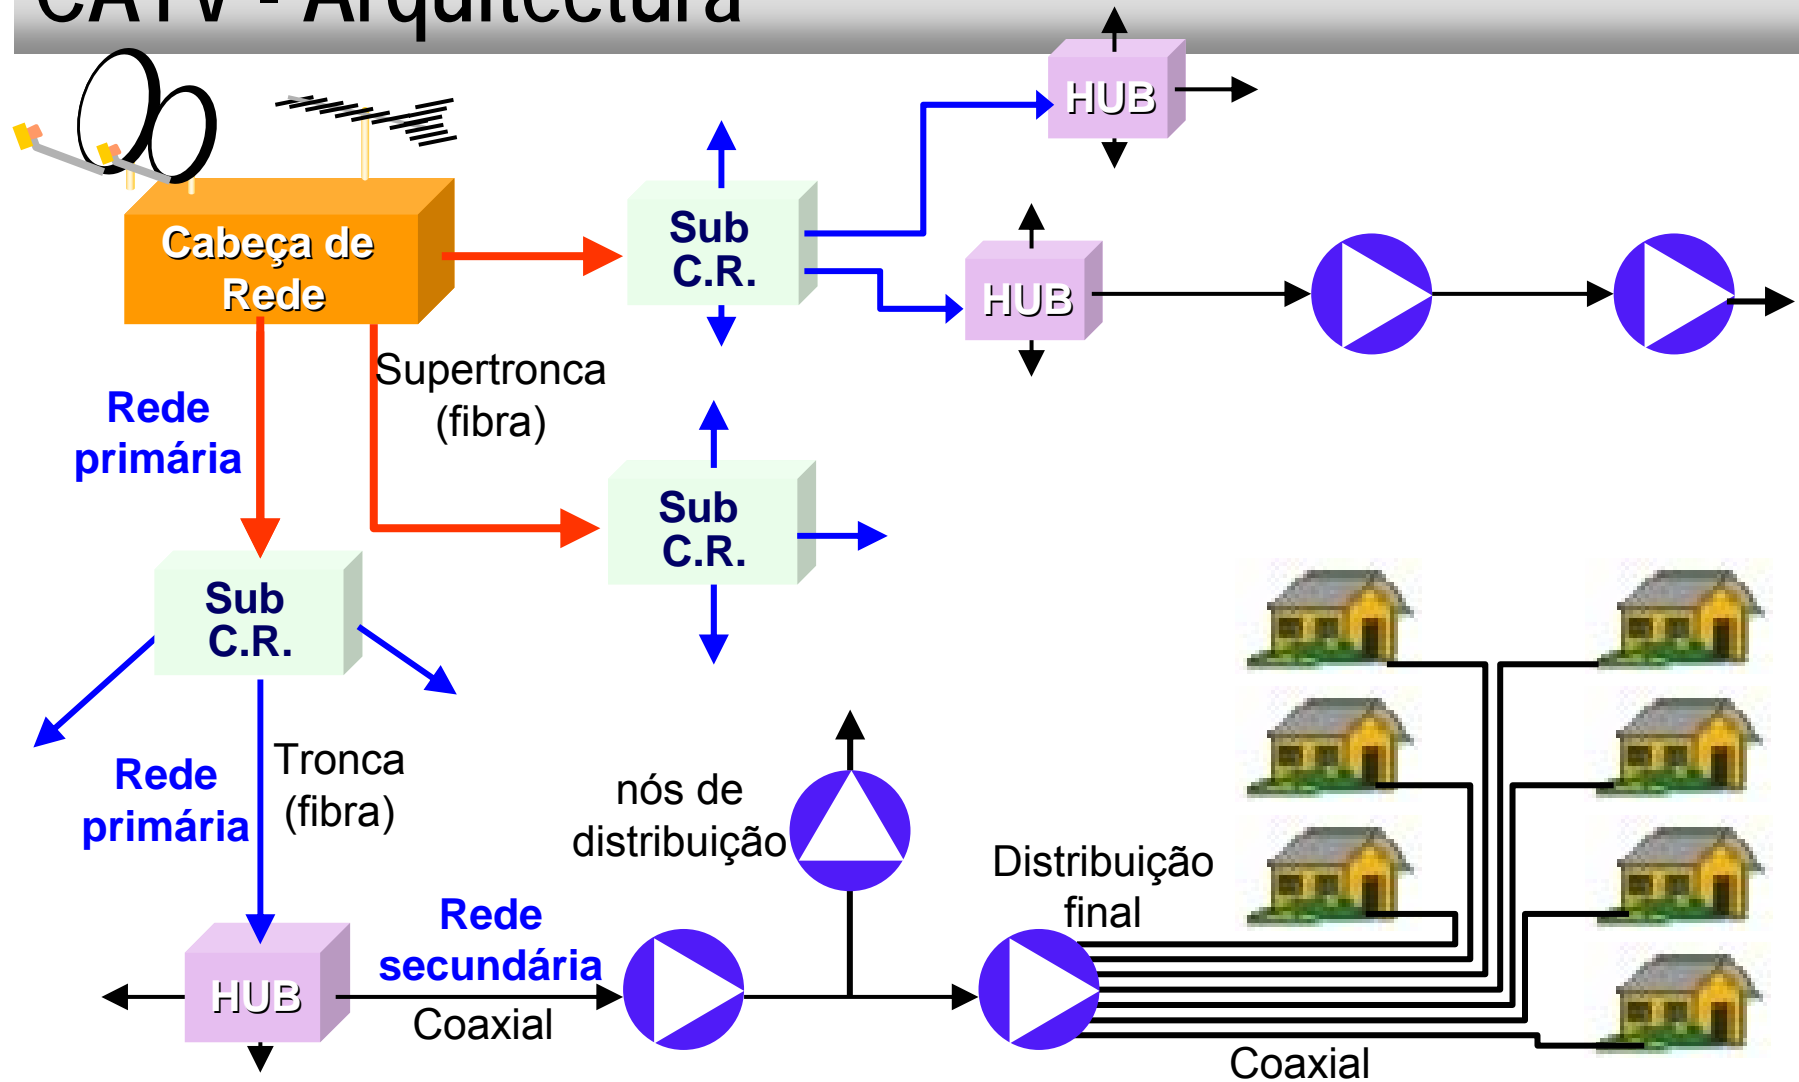 CATV - Arquitectura
HUB
Cabeça de
Rede
Sub
C.R.
HUB
Supertronca
(fibra)
Rede
primária
Sub
C.R.
Sub
C.R.
Rede
primária
Tronca
(fibra)
nós de
distribuição
Distribuição
final
Rede
secundária
HUB
Coaxial
Coaxial